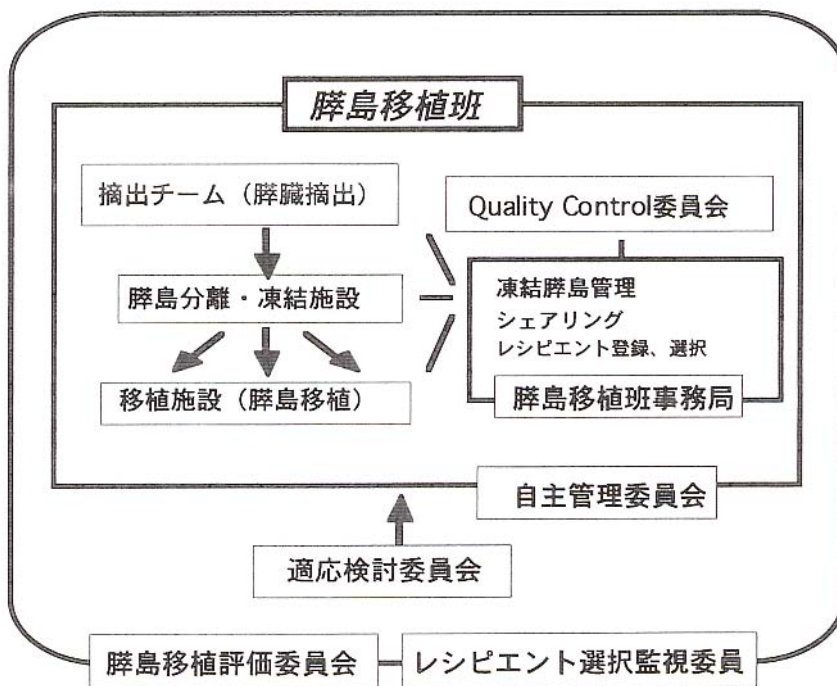 膵島移植班
摘出チーム（膵臓摘出）
Quality Control委員会
膵島分離・凍結施設
凍結膵島管理
シェアリング
レシピエント登録、選択
移植施設（膵島移植）
膵島移植班事務局
自主管理委員会
適応検討委員会
膵島移植評価委員会
レシピエント選択監視委員